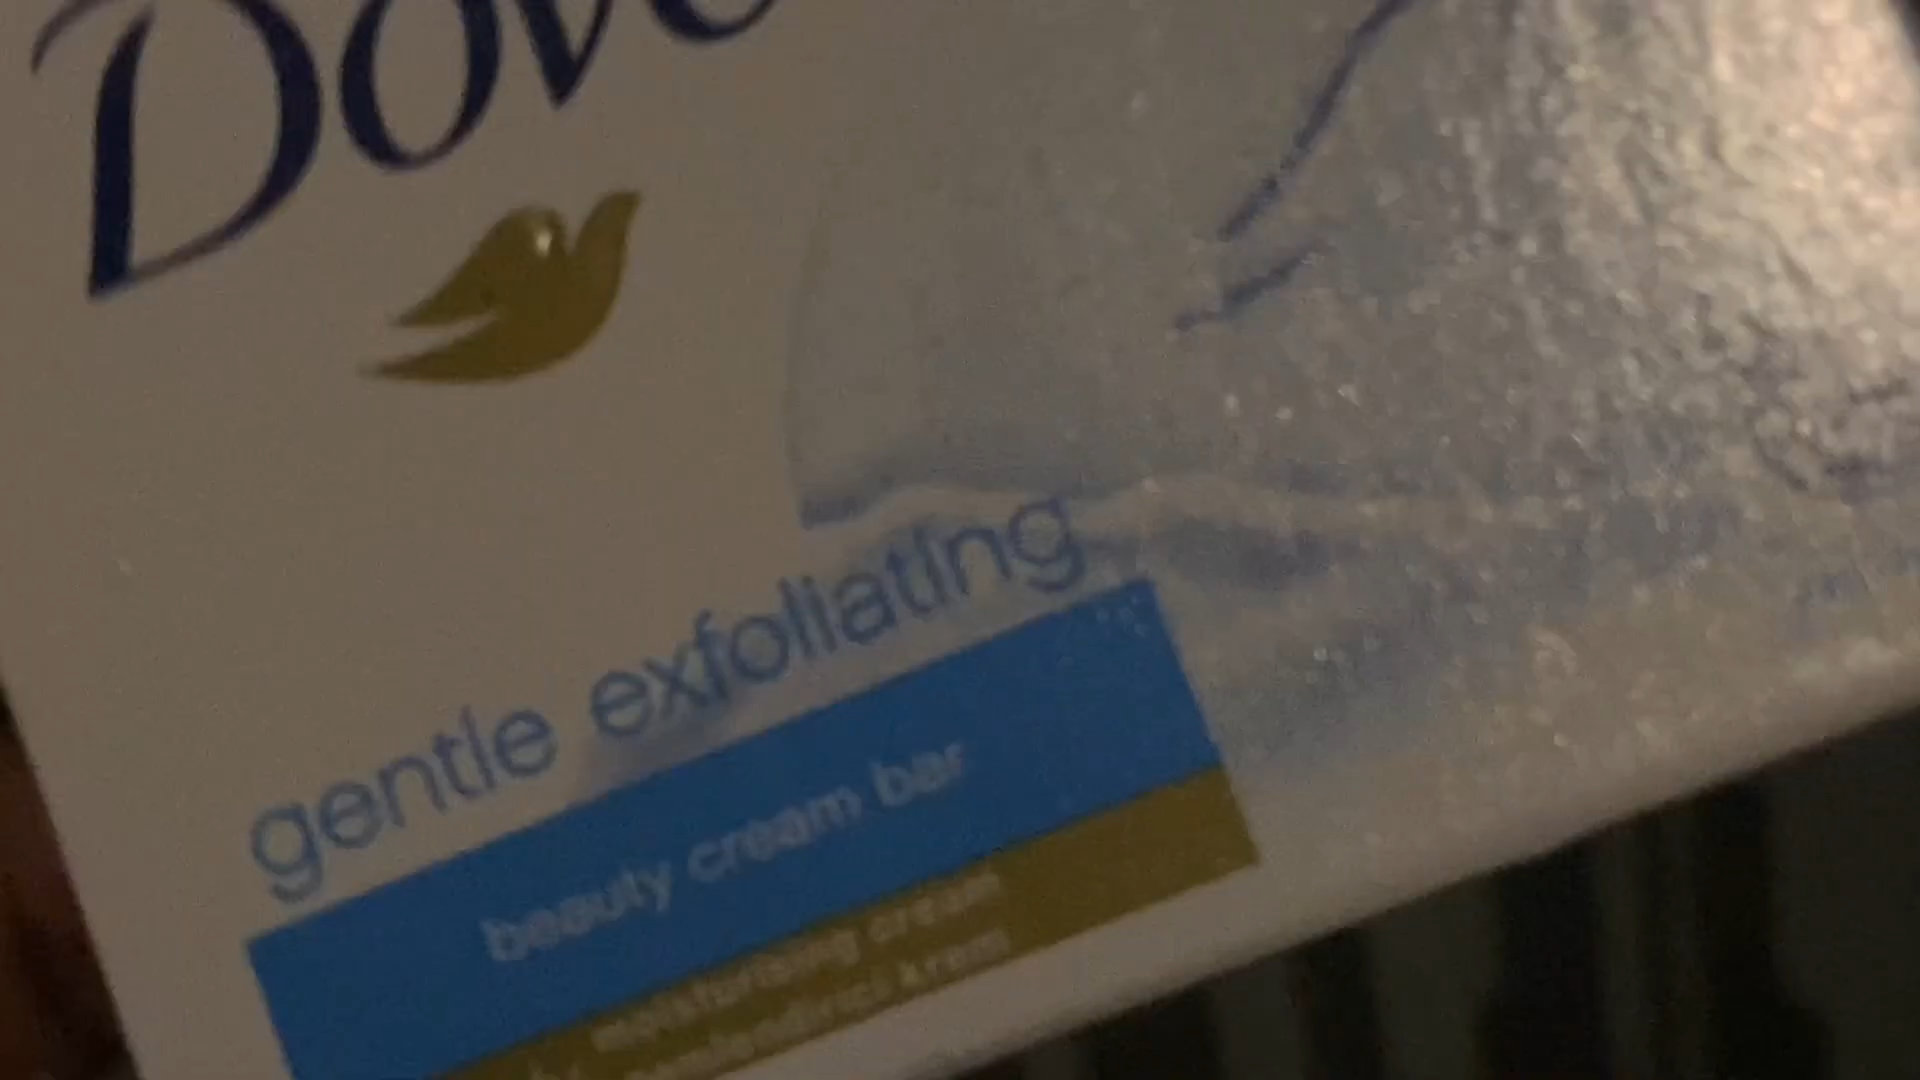 Dove
gentle exfoliating
beauty cream bar
moisturising cream